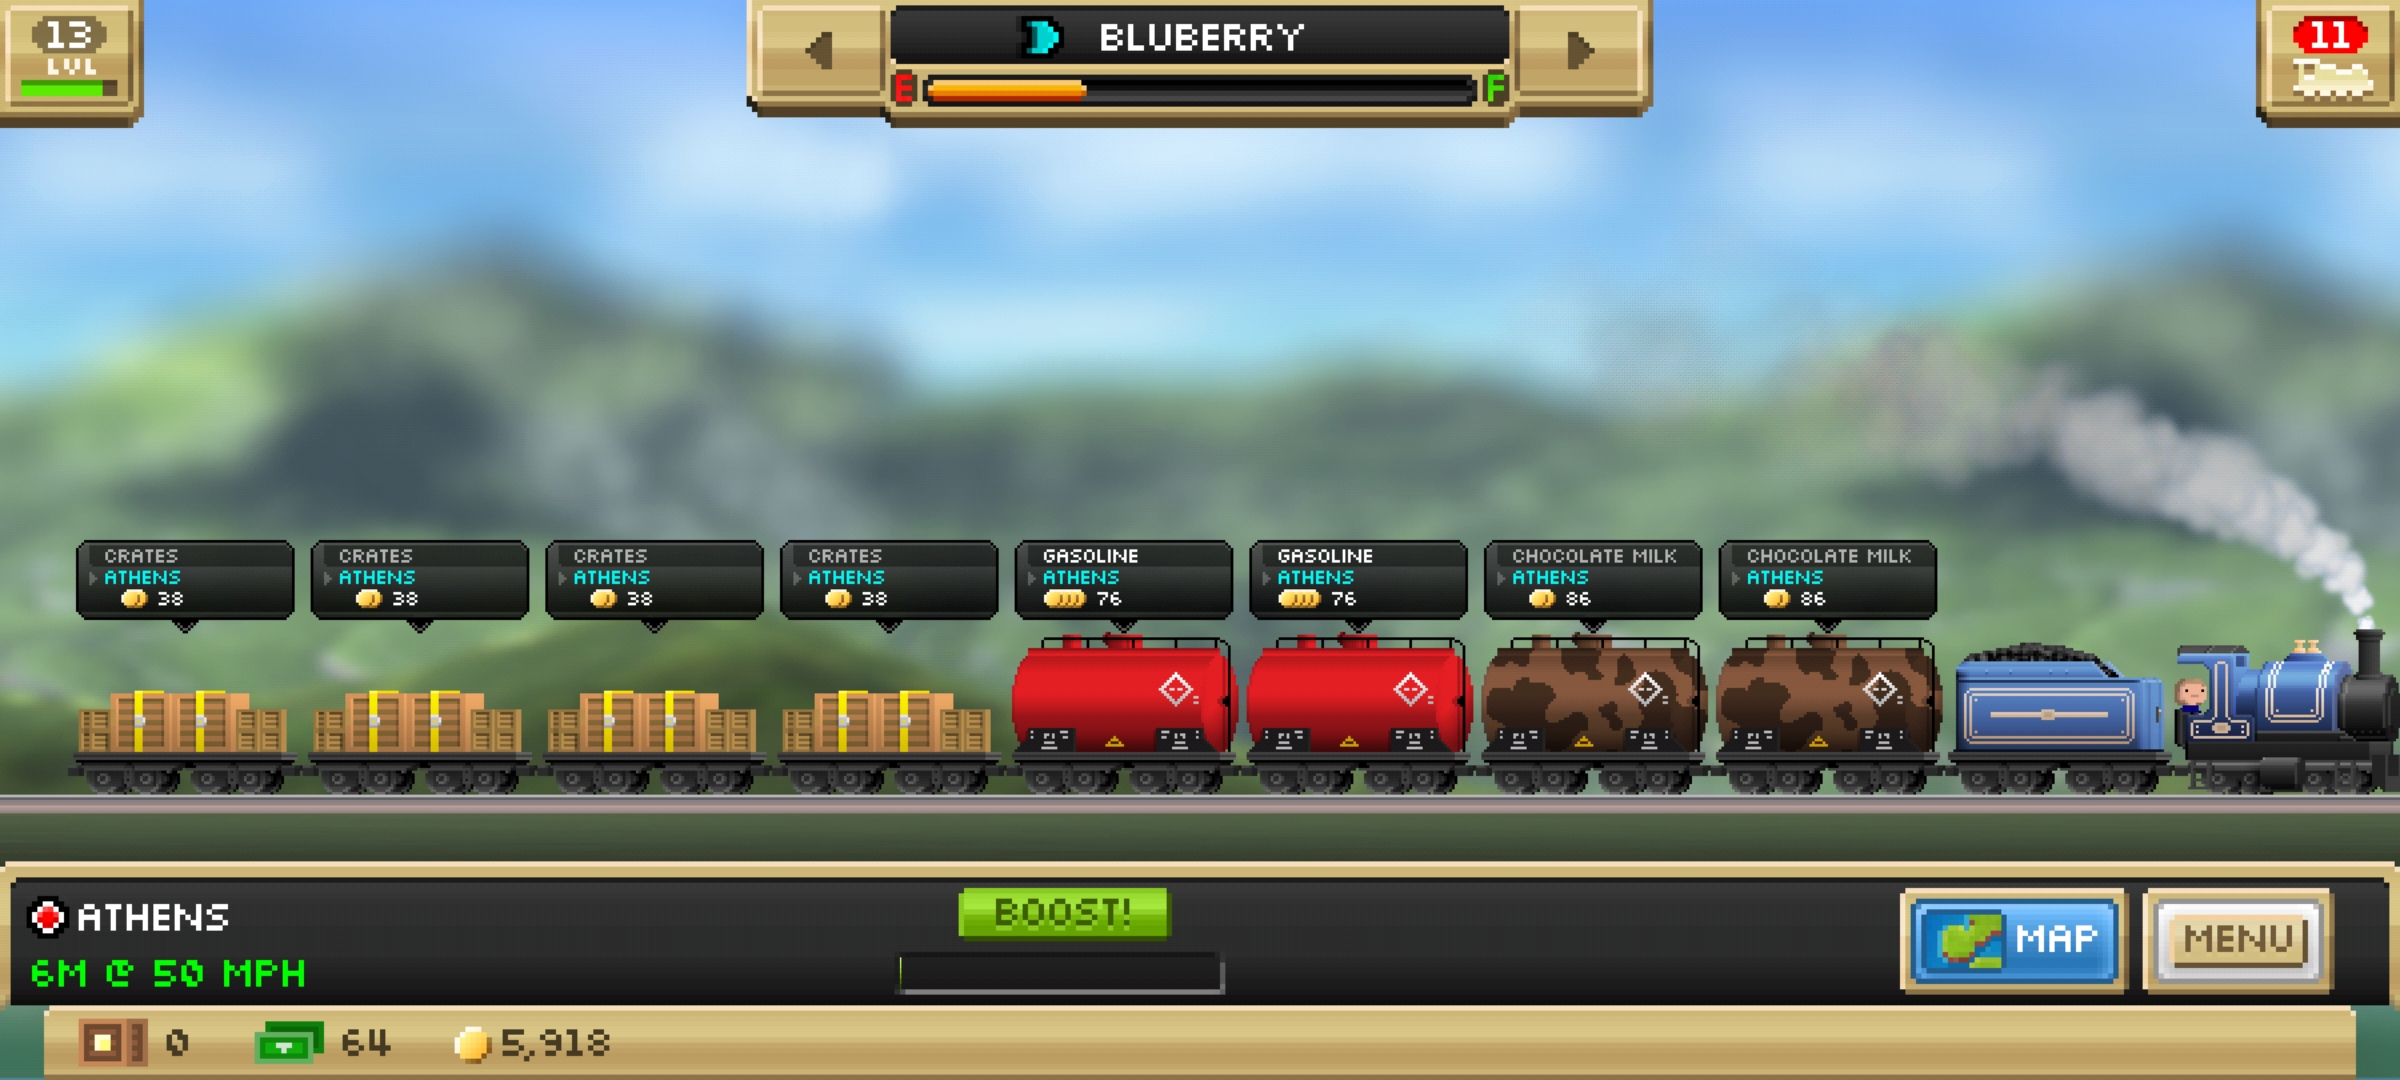 13
LVL
BLUBERRY
E
F
11
CRATES
ATHENS
38
CRATES
ATHENS
38
CRATES
ATHENS
38
CRATES
ATHENS
38
GASOLINE
ATHENS
76
GASOLINE
ATHENS
76
CHOCOLATE MILK
ATHENS
86
CHOCOLATE MILK
ATHENS
86
ATHENS
6M @ 50 MPH
BOOST!
MAP
MENU
0
64
5,918